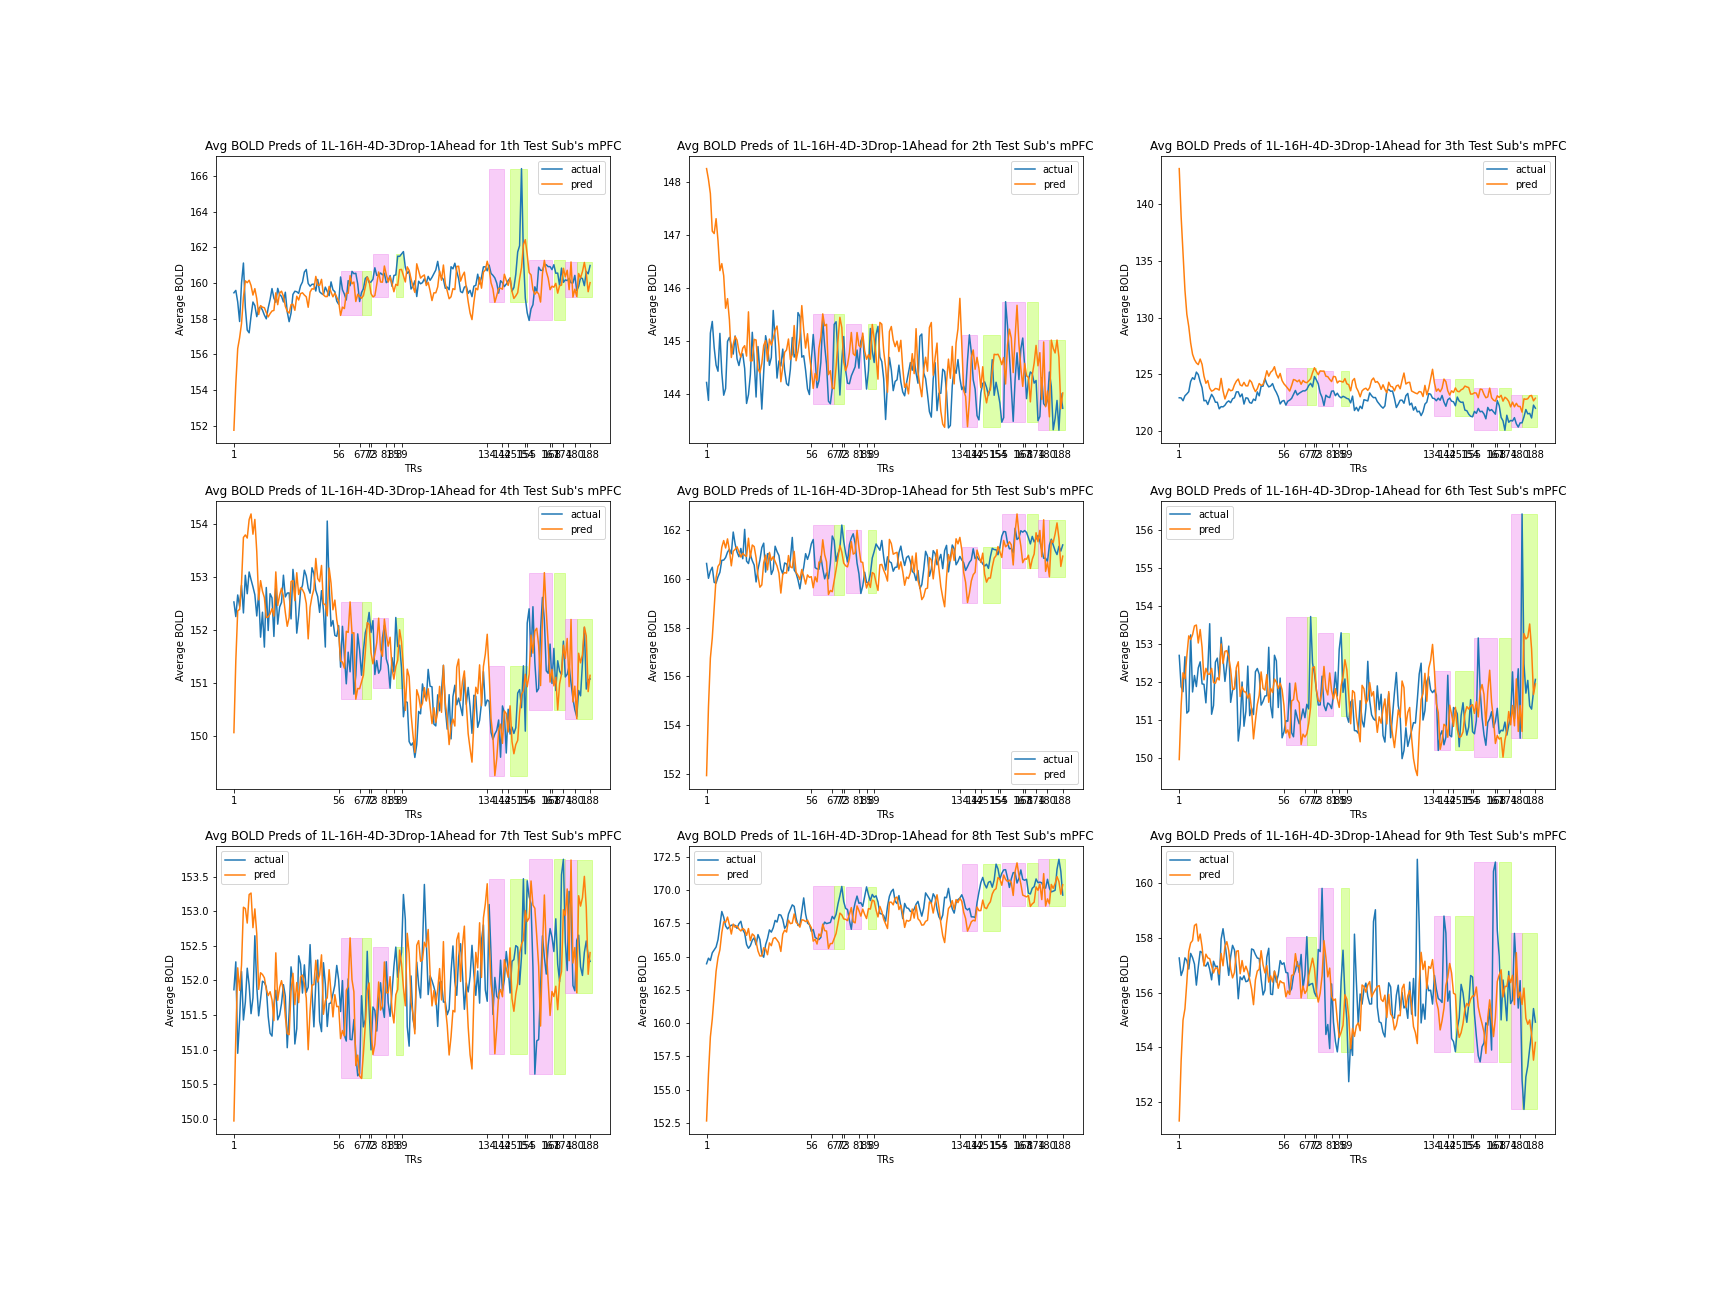 Avg BOLD Preds of 1L-16H-4D-3Drop-1Ahead for 1th Test Sub's mPFC
Avg BOLD Preds of 1L-16H-4D-3Drop-1Ahead for 2th Test Sub's mPFC
Avg BOLD Preds of 1L-16H-4D-3Drop-1Ahead for 3th Test Sub's mPFC
actual
pred
166
164
162
160
158
156
154
152
Average BOLD
1
56
134
188
TRs
actual
pred
148
147
146
145
144
Average BOLD
1
56
134
188
TRs
actual
pred
140
135
130
125
120
Average BOLD
1
56
134
188
TRs
Avg BOLD Preds of 1L-16H-4D-3Drop-1Ahead for 4th Test Sub's mPFC
Avg BOLD Preds of 1L-16H-4D-3Drop-1Ahead for 5th Test Sub's mPFC
Avg BOLD Preds of 1L-16H-4D-3Drop-1Ahead for 6th Test Sub's mPFC
actual
pred
154
153
152
151
150
Average BOLD
1
56
134
188
TRs
162
160
158
156
154
152
Average BOLD
actual
pred
1
56
134
188
TRs
actual
pred
156
155
154
153
152
151
150
Average BOLD
1
56
134
188
TRs
Avg BOLD Preds of 1L-16H-4D-3Drop-1Ahead for 7th Test Sub's mPFC
Avg BOLD Preds of 1L-16H-4D-3Drop-1Ahead for 8th Test Sub's mPFC
Avg BOLD Preds of 1L-16H-4D-3Drop-1Ahead for 9th Test Sub's mPFC
actual
pred
153.5
153.0
152.5
152.0
151.5
151.0
150.5
150.0
Average BOLD
1
56
134
188
TRs
actual
pred
172.5
170.0
167.5
165.0
162.5
160.0
157.5
155.0
152.5
Average BOLD
1
56
134
188
TRs
actual
pred
160
158
156
154
152
Average BOLD
1
56
134
188
TRs